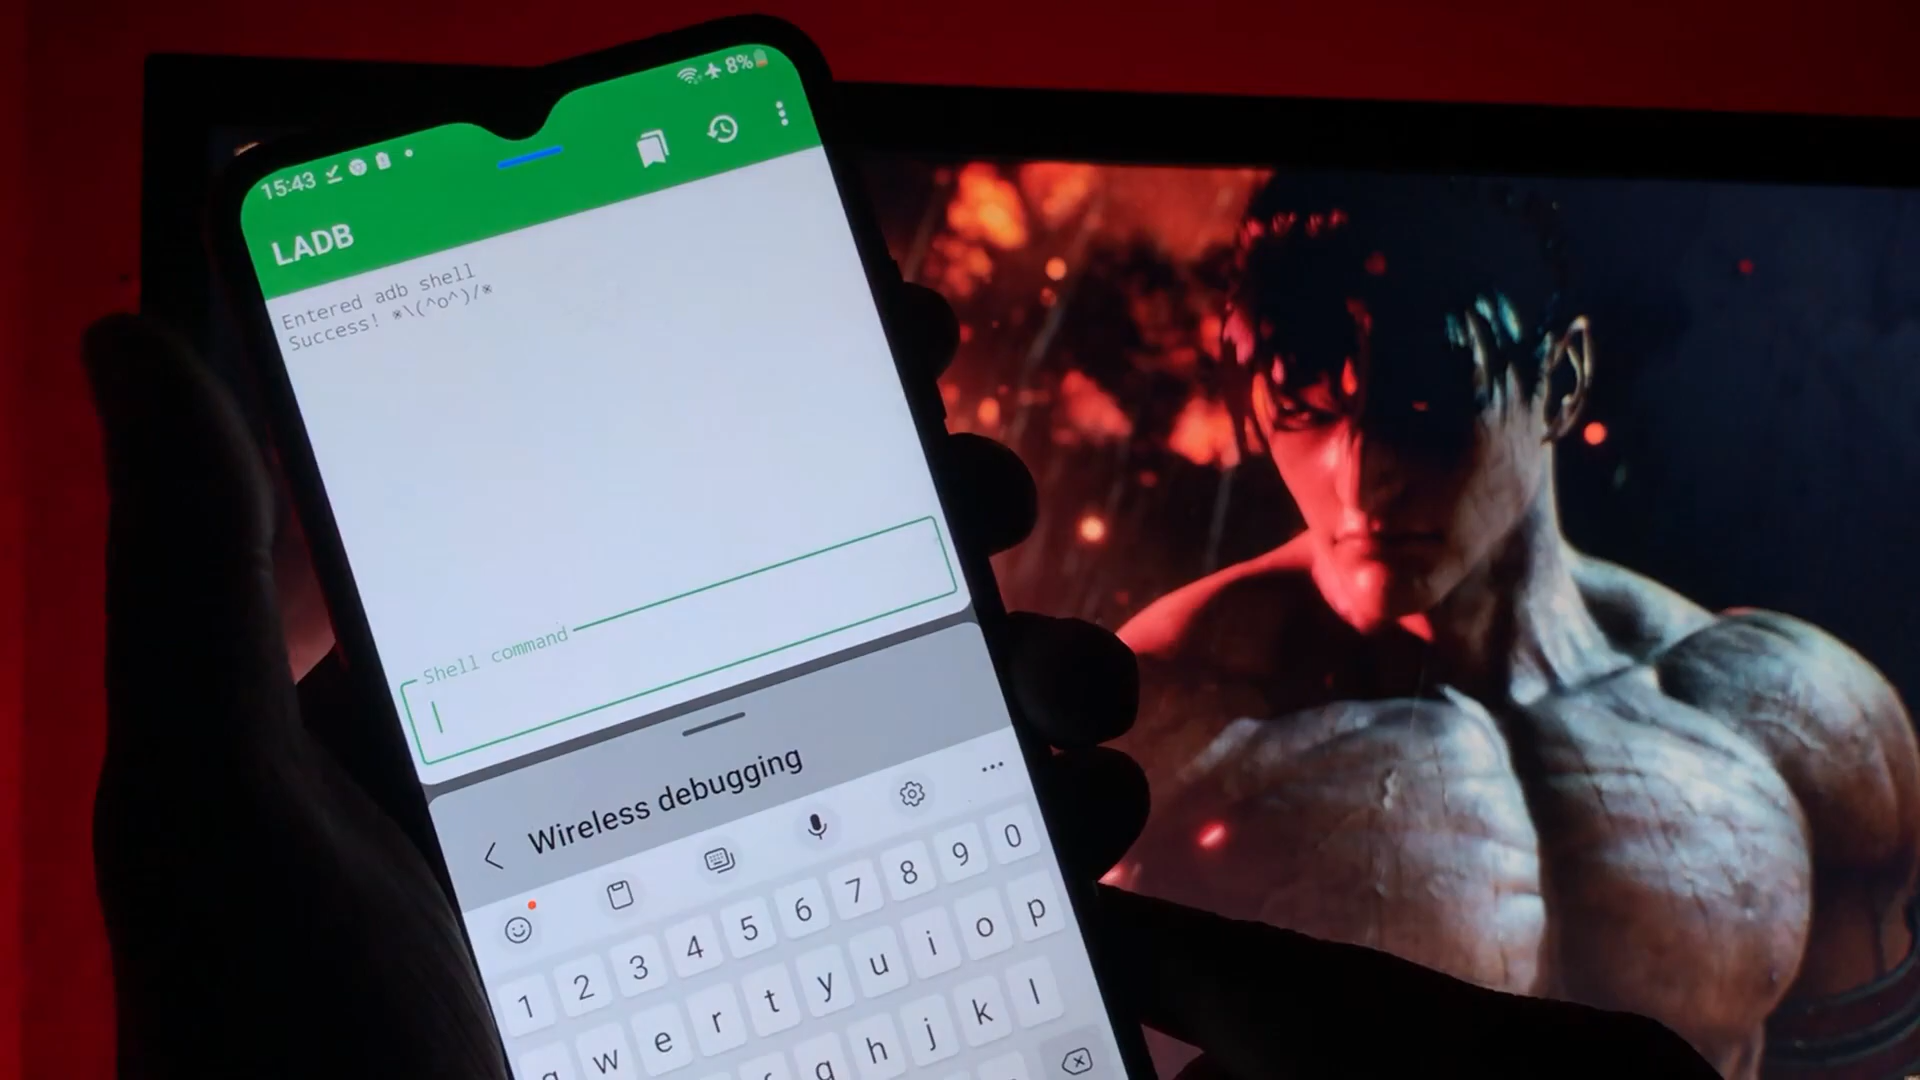 8%
15:43
LADB
Entered adb shell
Success! ※\(^o^)/※
Shell command
Wireless debugging
1 2 3 4 5 6 7 8 9 0
w e r t y u i o p
g h j k l